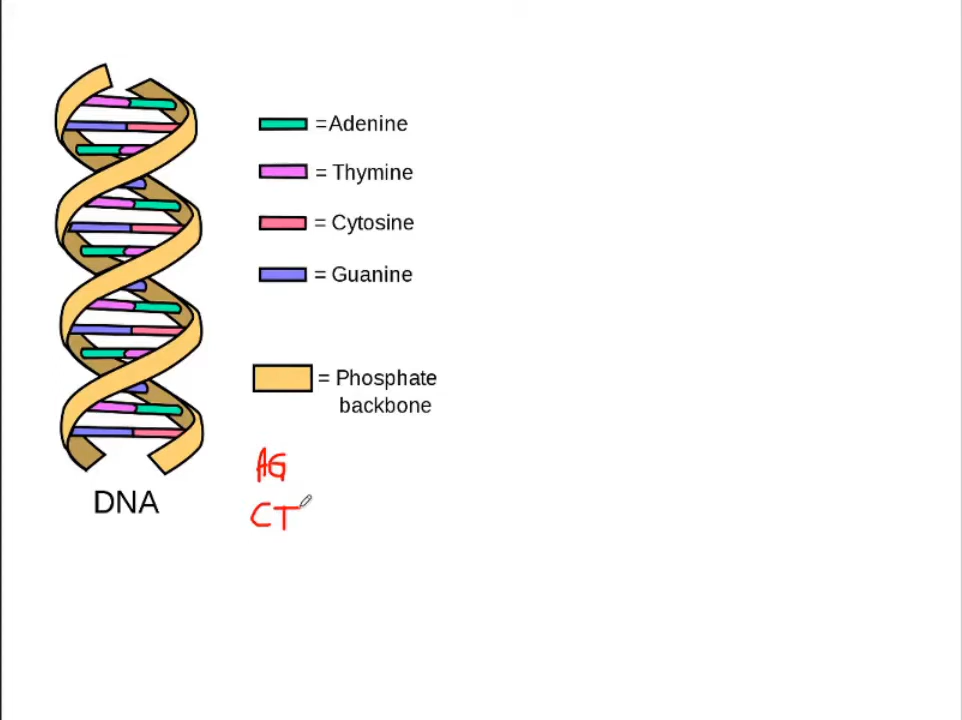 =Adenine
= Thymine
= Cytosine
= Guanine
= Phosphate
backbone
AG
CT
DNA